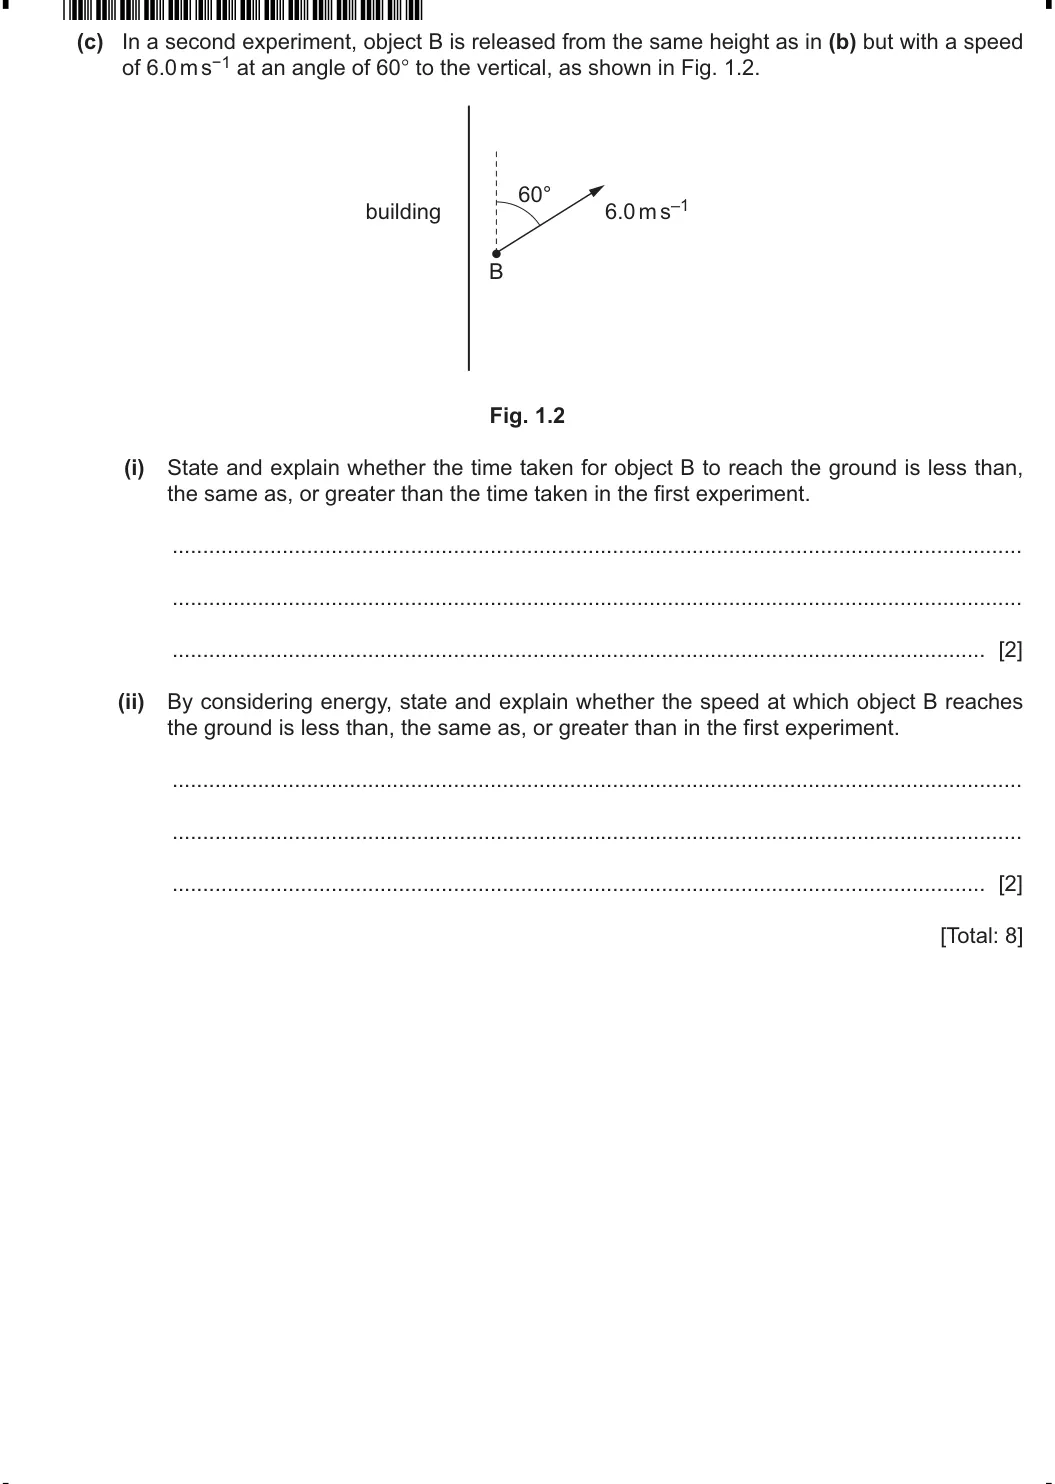 (c) In a second experiment, object B is released from the same height as in (b) but with a speed
of 6.0 m s⁻¹ at an angle of 60° to the vertical, as shown in Fig. 1.2.
60°
building
6.0 m s⁻¹
B
Fig. 1.2
(i) State and explain whether the time taken for object B to reach the ground is less than,
the same as, or greater than the time taken in the first experiment.
..........................................................................................................................................
..........................................................................................................................................
.................................................................................................................................... [2]
(ii) By considering energy, state and explain whether the speed at which object B reaches
the ground is less than, the same as, or greater than in the first experiment.
..........................................................................................................................................
..........................................................................................................................................
.................................................................................................................................... [2]
[Total: 8]